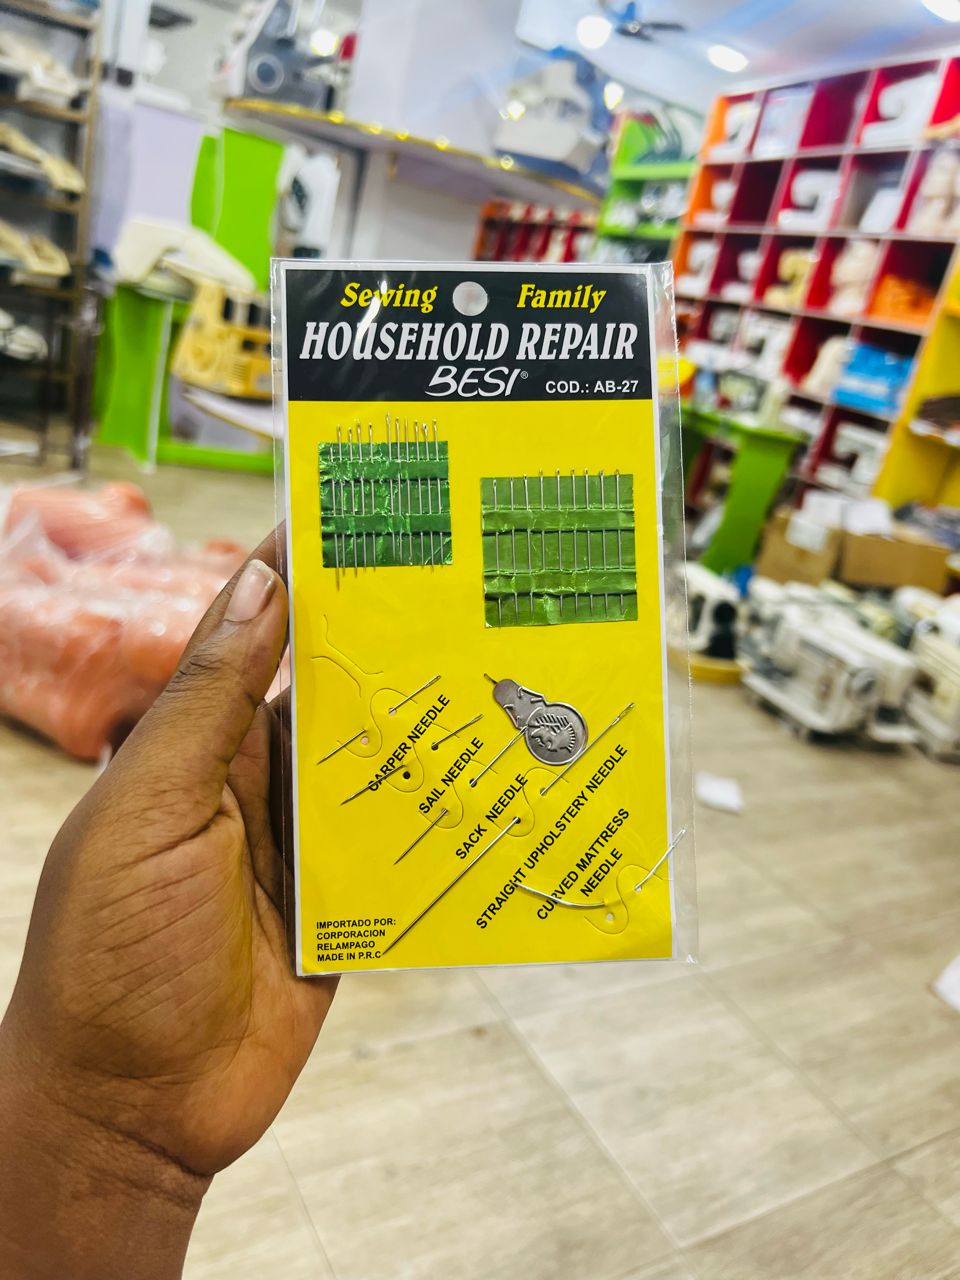 Sewing Family
HOUSEHOLD REPAIR
BESI®
COD.: AB-27
CARPER NEEDLE
SAIL NEEDLE
SACK NEEDLE
STRAIGHT UPHOLSTERY NEEDLE
CURVED MATTRESS
NEEDLE
IMPORTADO POR:
CORPORACION
RELAMPAGO
MADE IN P.R.C